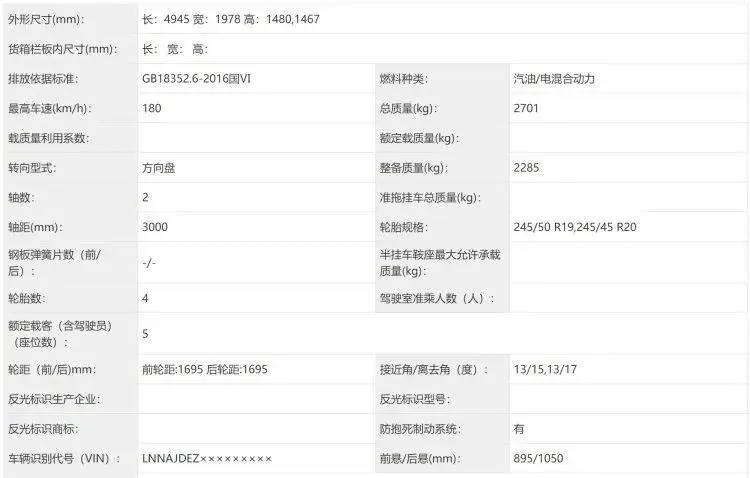 外形尺寸(mm): 长: 4945 宽: 1978 高: 1480,1467
货箱栏板内尺寸(mm): 长: 宽: 高:
排放依据标准: GB18352.6-2016国Ⅵ 燃料种类: 汽油/电混合动力
最高车速(km/h): 180 总质量(kg): 2701
载质量利用系数: 额定载质量(kg):
转向型式: 方向盘 整备质量(kg): 2285
轴数: 2 准拖挂车总质量(kg):
轴距(mm): 3000 轮胎规格: 245/50 R19,245/45 R20
钢板弹簧片数（前/ -/- 半挂车鞍座最大允许承载
后）: 质量(kg):
轮胎数: 4 驾驶室准乘人数（人）:
额定载客（含驾驶员） 5
（座位数）:
轮距（前/后)mm: 前轮距:1695 后轮距:1695 接近角/离去角（度）: 13/15,13/17
反光标识生产企业: 反光标识型号:
反光标识商标: 防抱死制动系统: 有
车辆识别代号（VIN）: LNNAJDEZ××××××××× 前悬/后悬(mm): 895/1050